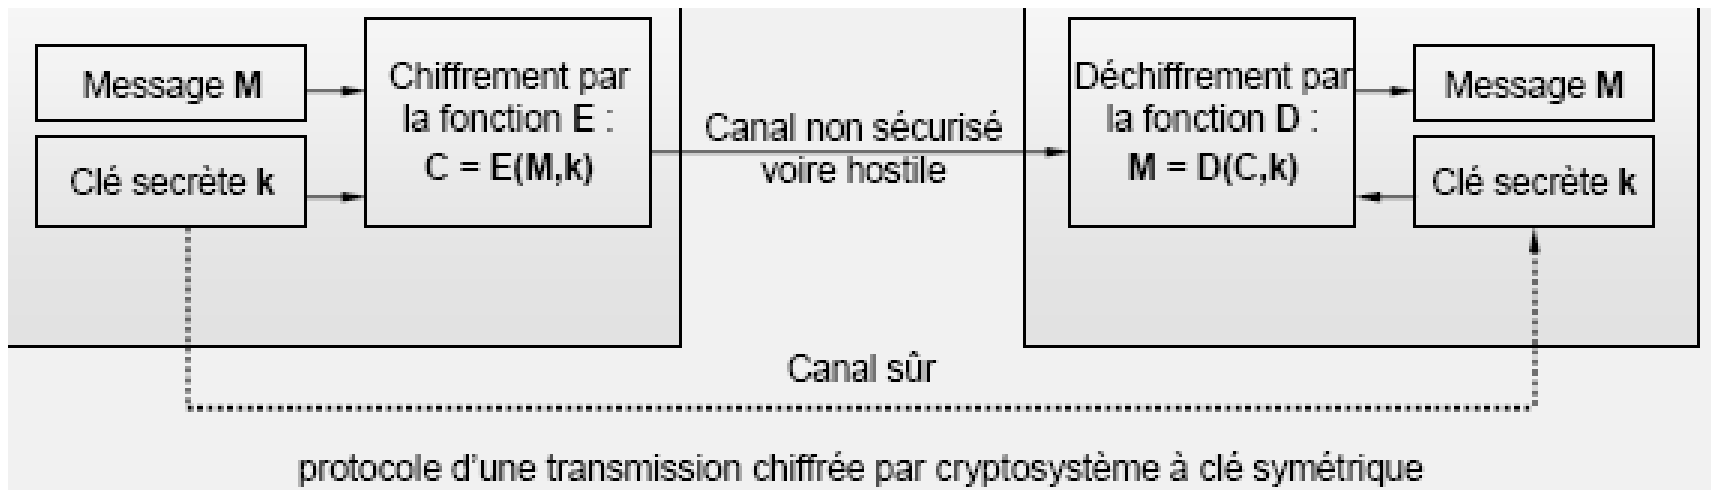 Message M
Clé secrète k
Chiffrement par
la fonction E :
C = E(M,k)
Canal non sécurisé
voire hostile
Déchiffrement par
la fonction D :
M = D(C,k)
Message M
Clé secrète k
Canal sûr
protocole d'une transmission chiffrée par cryptosystème à clé symétrique